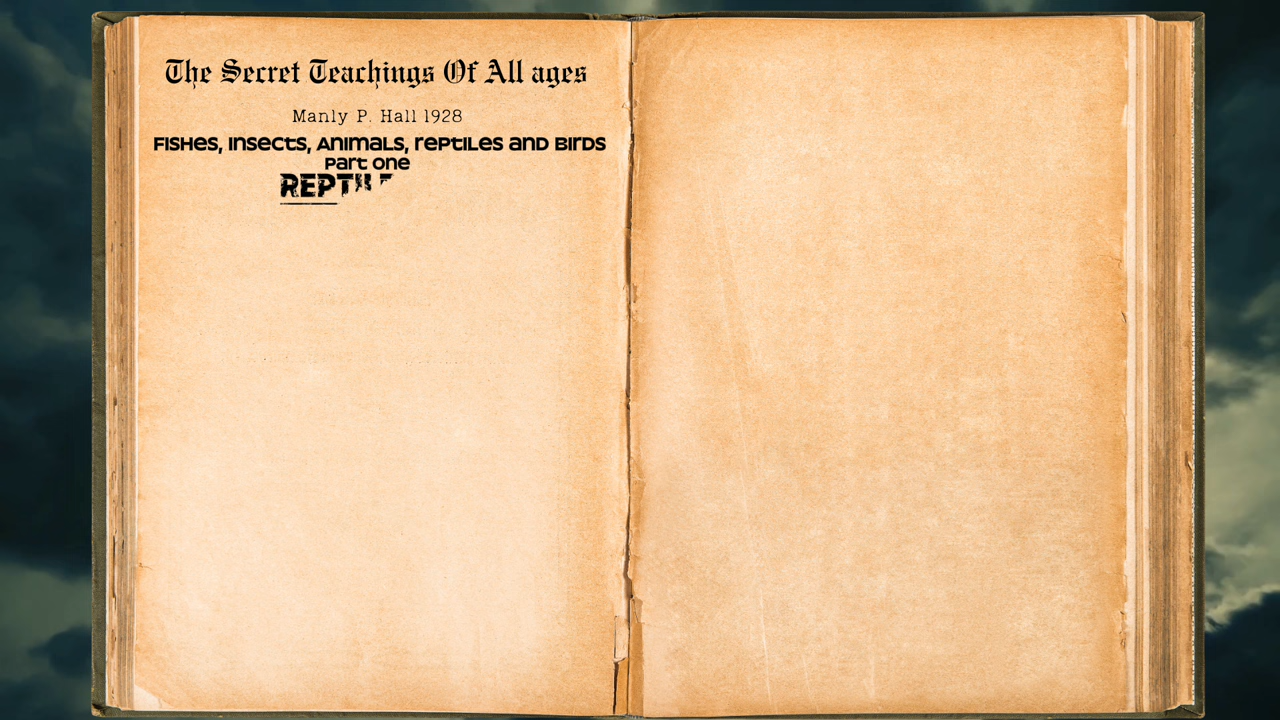 The Secret Teachings Of All ages
Manly P. Hall 1928
Fishes, Insects, Animals, reptiles and Birds
Part one